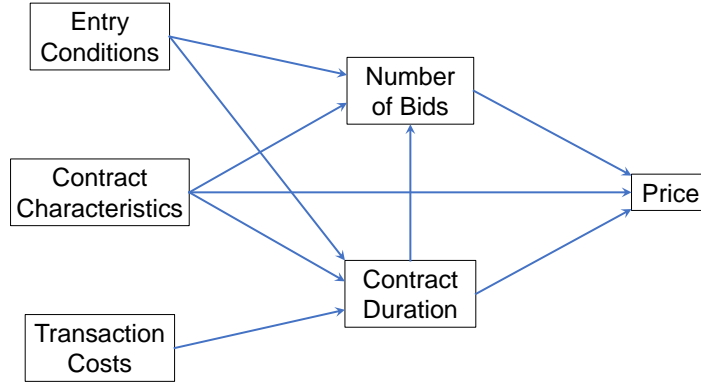 Entry
Conditions
Number
of Bids
Contract
Characteristics
Price
Contract
Duration
Transaction
Costs